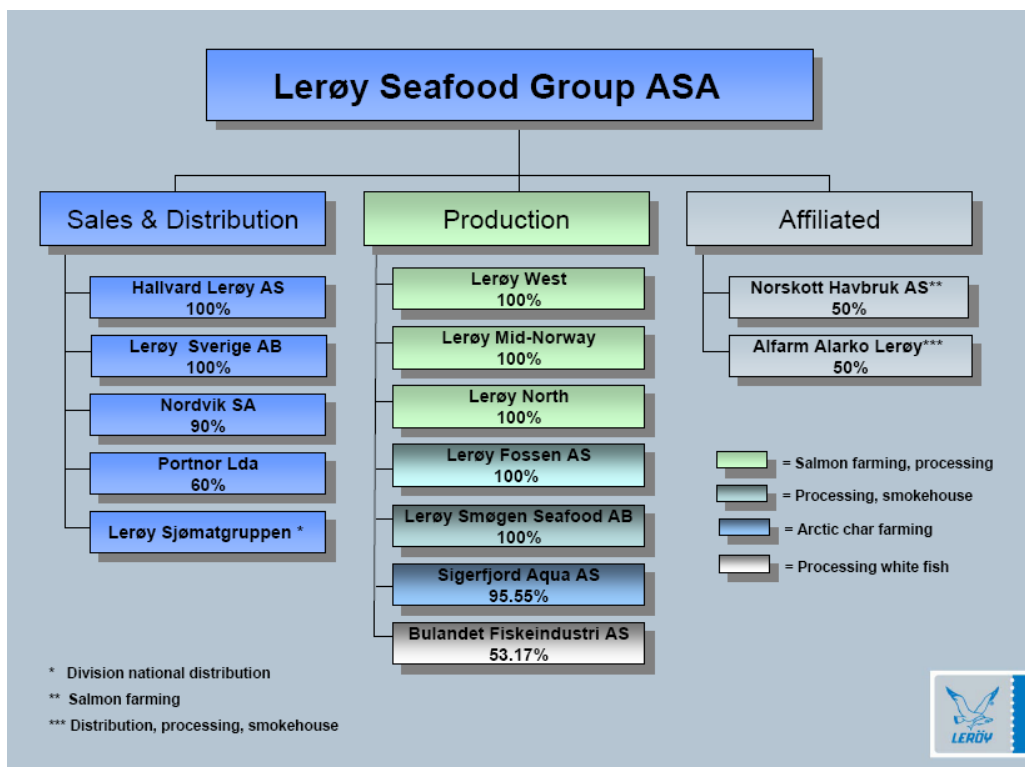 Lerøy Seafood Group ASA
Sales & Distribution
Hallvard Lerøy AS
100%
Lerøy Sverige AB
100%
Nordvik SA
90%
Portnor Lda
60%
Lerøy Sjømatgruppen *
Production
Lerøy West
100%
Lerøy Mid-Norway
100%
Lerøy North
100%
Lerøy Fossen AS
100%
Lerøy Smøgen Seafood AB
100%
Sigerfjord Aqua AS
95.55%
Bulandet Fiskeindustri AS
53.17%
Affiliated
Norskott Havbruk AS**
50%
Alfarm Alarko Lerøy***
50%
= Salmon farming, processing
= Processing, smokehouse
= Arctic char farming
= Processing white fish
* Division national distribution
** Salmon farming
*** Distribution, processing, smokehouse
LERÖY